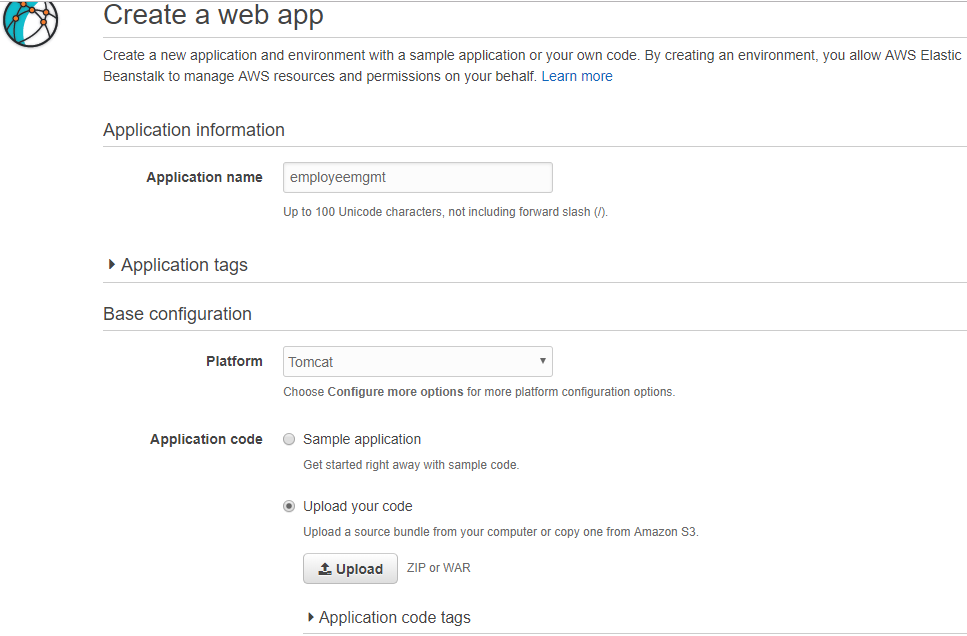 Create a web app
Create a new application and environment with a sample application or your own code. By creating an environment, you allow AWS Elastic
Beanstalk to manage AWS resources and permissions on your behalf. Learn more
Application information
Application name
employeemgmt
Up to 100 Unicode characters, not including forward slash (/).
Application tags
Base configuration
Platform
Tomcat
Choose Configure more options for more platform configuration options.
Application code
Sample application
Get started right away with sample code.
Upload your code
Upload a source bundle from your computer or copy one from Amazon S3.
Upload
ZIP or WAR
Application code tags